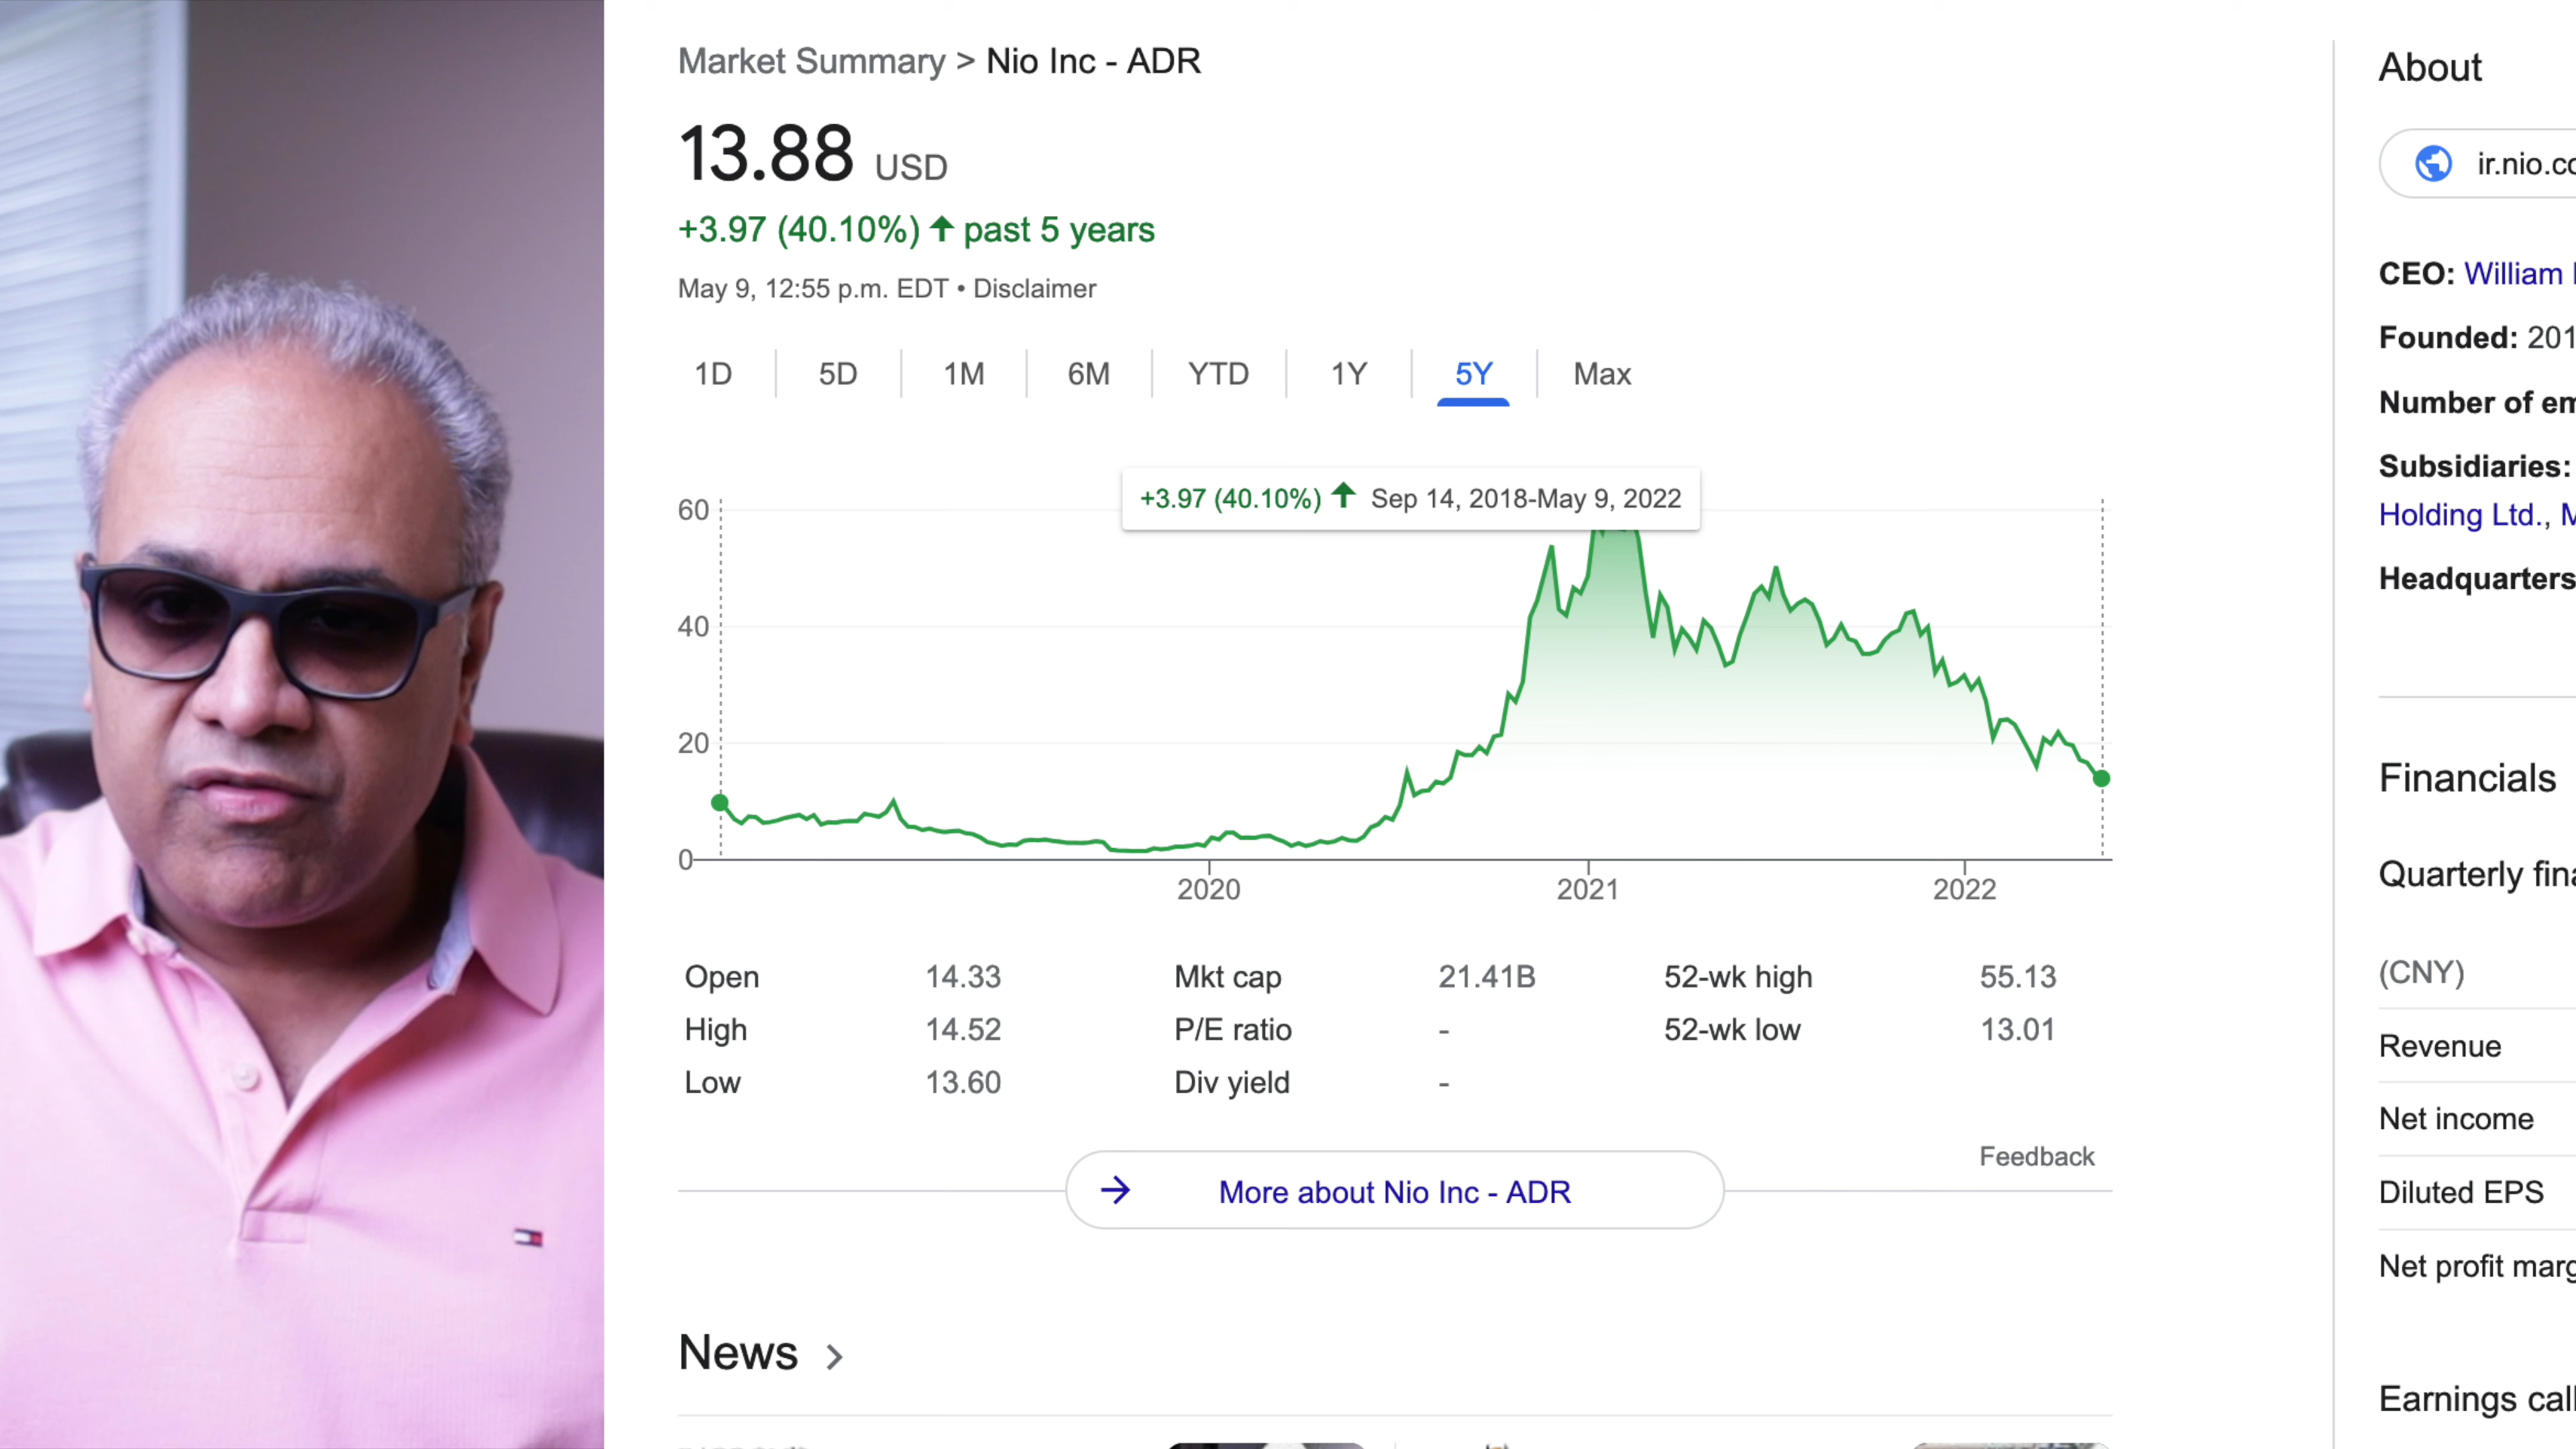 Market Summary > Nio Inc - ADR
13.88 USD
+3.97 (40.10%) ↑ past 5 years
May 9, 12:55 p.m. EDT • Disclaimer
1D 5D 1M 6M YTD 1Y 5Y Max
+3.97 (40.10%) ↑ Sep 14, 2018-May 9, 2022
60
40
20
0
2020 2021 2022
Open 14.33 Mkt cap 21.41B 52-wk high 55.13
High 14.52 P/E ratio - 52-wk low 13.01
Low 13.60 Div yield -
Feedback
→ More about Nio Inc - ADR
News >
About
ir.nio.
CEO: William
Founded: 201
Number of
Subsidiaries:
Holding Ltd.,
Headquarters
Financials
Quarterly
(CNY)
Revenue
Net income
Diluted EPS
Net profit
Earnings